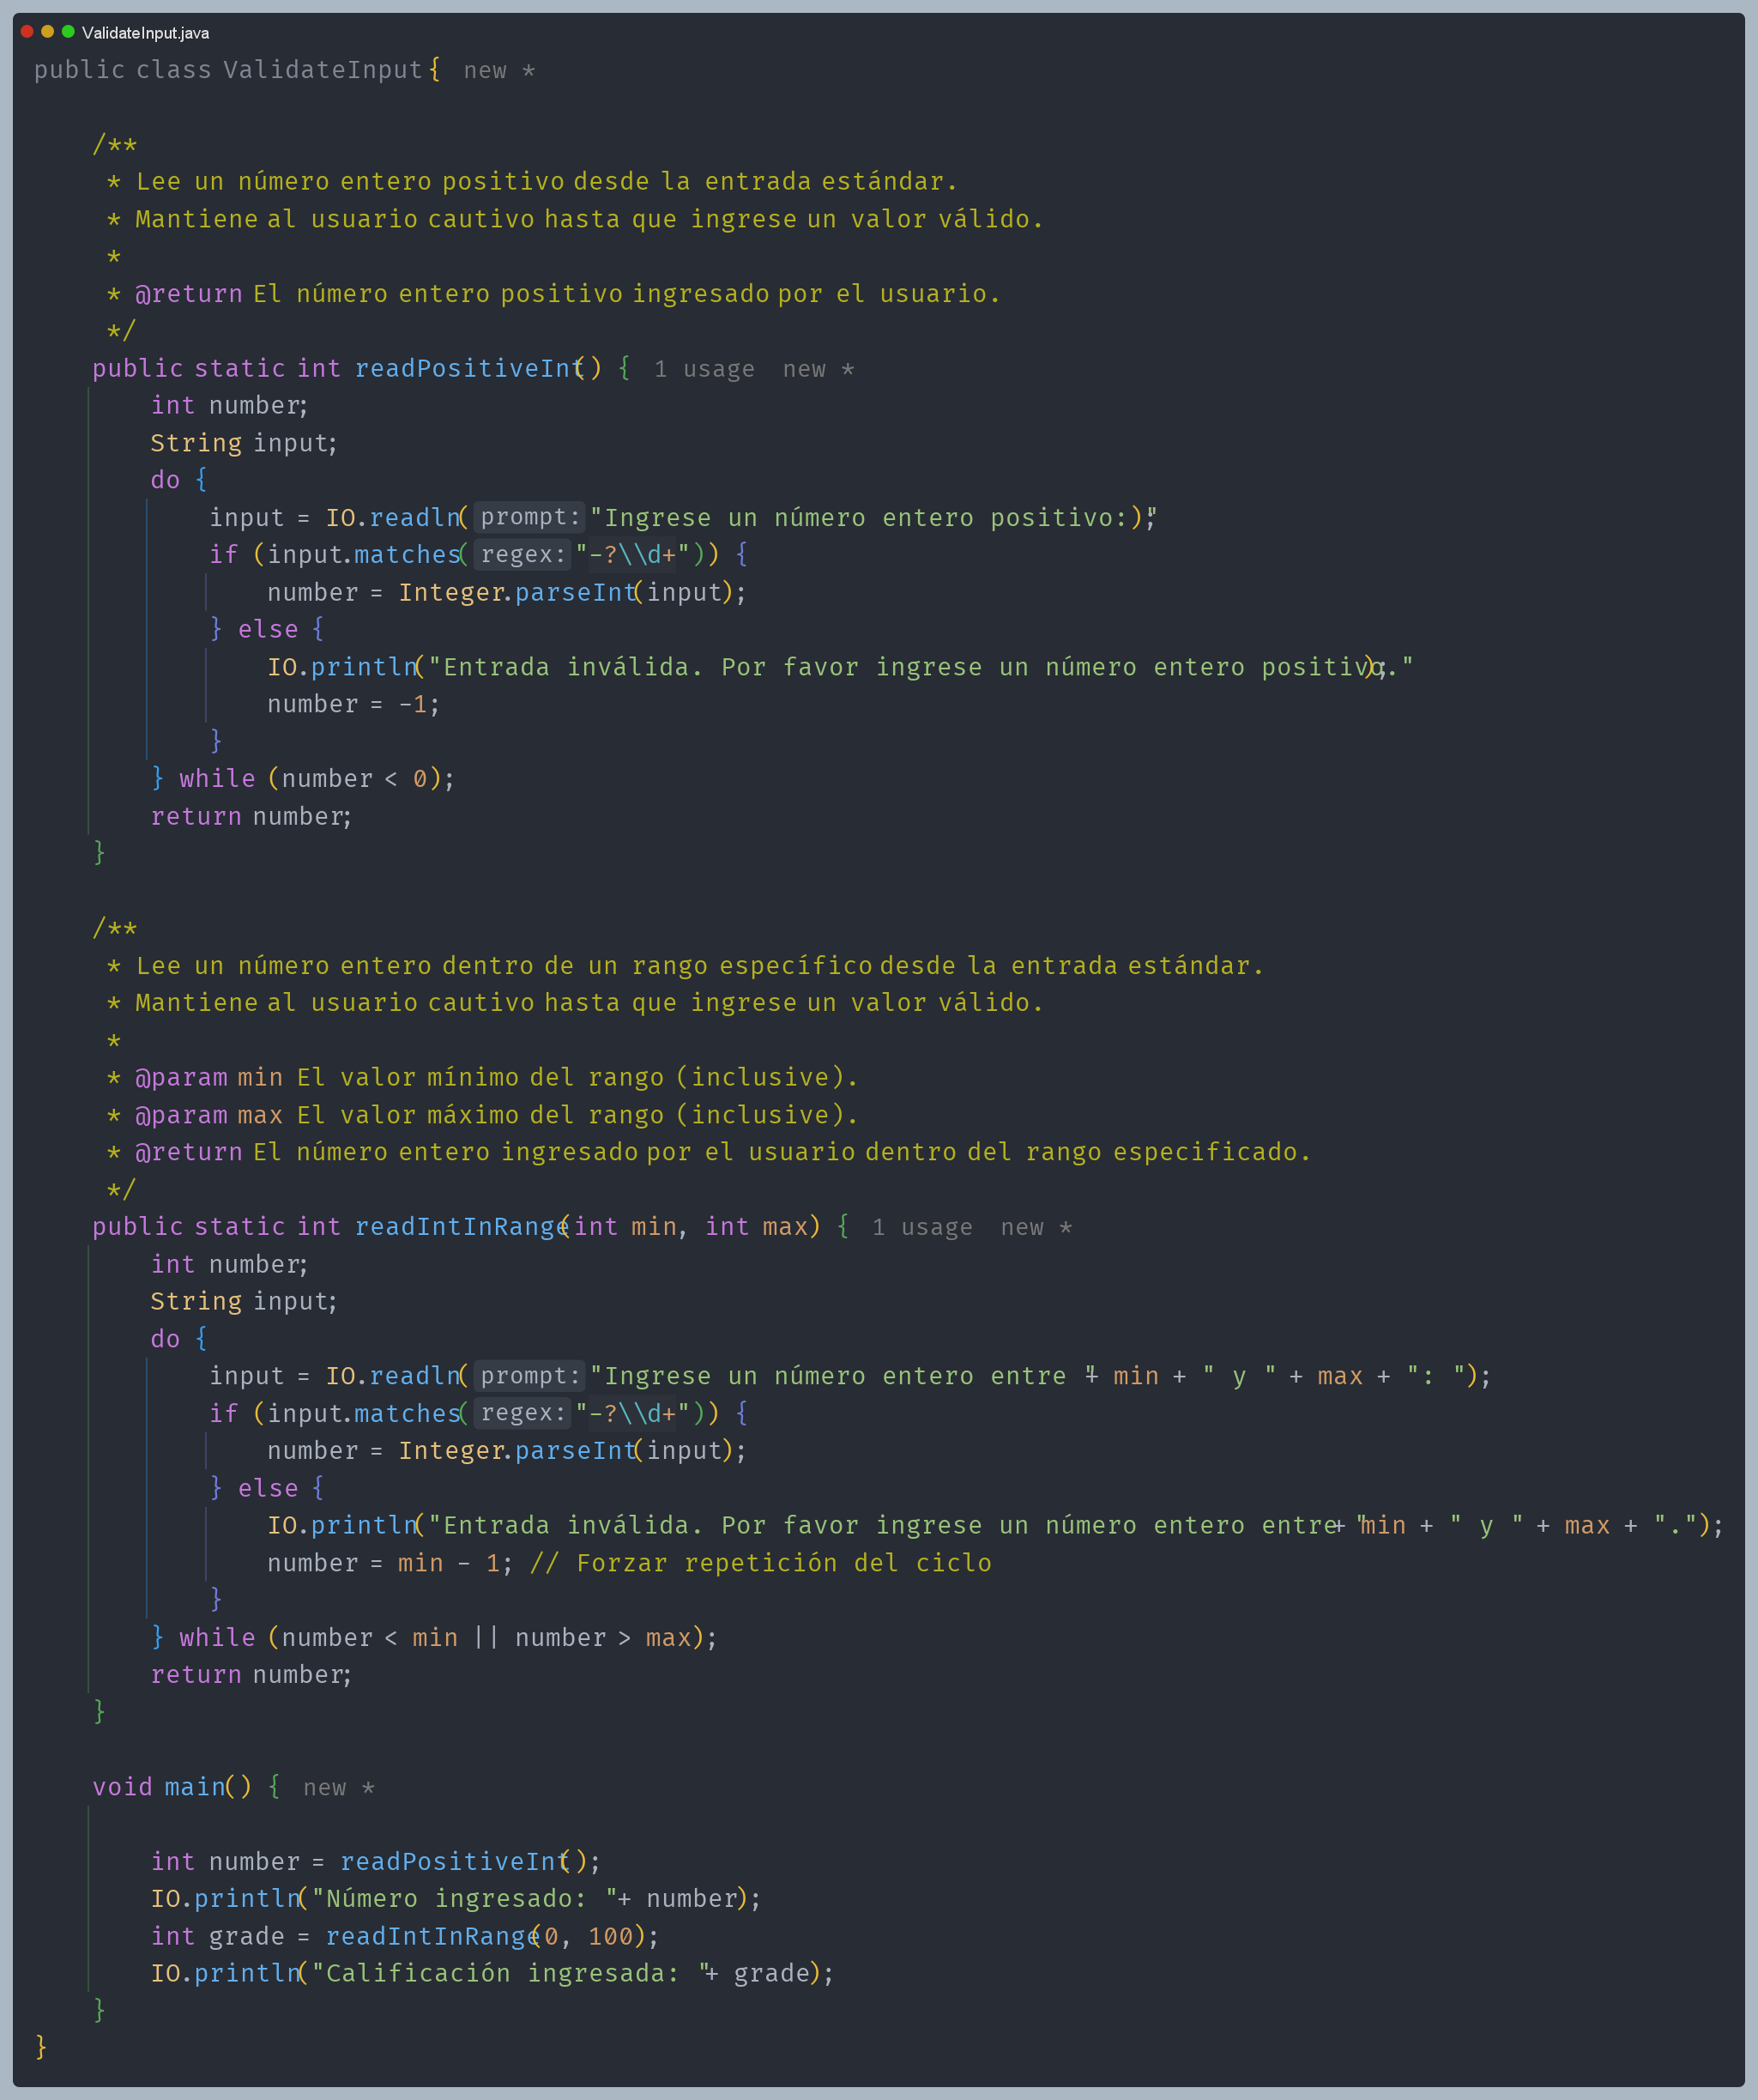 ValidateInput.java
public class ValidateInput { new *
/**
* Lee un número entero positivo desde la entrada estándar.
* Mantiene al usuario cautivo hasta que ingrese un valor válido.
*
* @return El número entero positivo ingresado por el usuario.
*/
public static int readPositiveInt() { 1 usage new *
int number;
String input;
do {
input = IO.readln( prompt: "Ingrese un número entero positivo: ");
if (input.matches( regex: "-?\\d+")) {
number = Integer.parseInt(input);
} else {
IO.println("Entrada inválida. Por favor ingrese un número entero positivo.");
number = -1;
}
} while (number < 0);
return number;
}
/**
* Lee un número entero dentro de un rango específico desde la entrada estándar.
* Mantiene al usuario cautivo hasta que ingrese un valor válido.
*
* @param min El valor mínimo del rango (inclusive).
* @param max El valor máximo del rango (inclusive).
* @return El número entero ingresado por el usuario dentro del rango especificado.
*/
public static int readIntInRange(int min, int max) { 1 usage new *
int number;
String input;
do {
input = IO.readln( prompt: "Ingrese un número entero entre " + min + " y " + max + ": ");
if (input.matches( regex: "-?\\d+")) {
number = Integer.parseInt(input);
} else {
IO.println("Entrada inválida. Por favor ingrese un número entero entre " + min + " y " + max + ".");
number = min - 1; // Forzar repetición del ciclo
}
} while (number < min || number > max);
return number;
}
void main() { new *
int number = readPositiveInt();
IO.println("Número ingresado: " + number);
int grade = readIntInRange(0, 100);
IO.println("Calificación ingresada: " + grade);
}
}